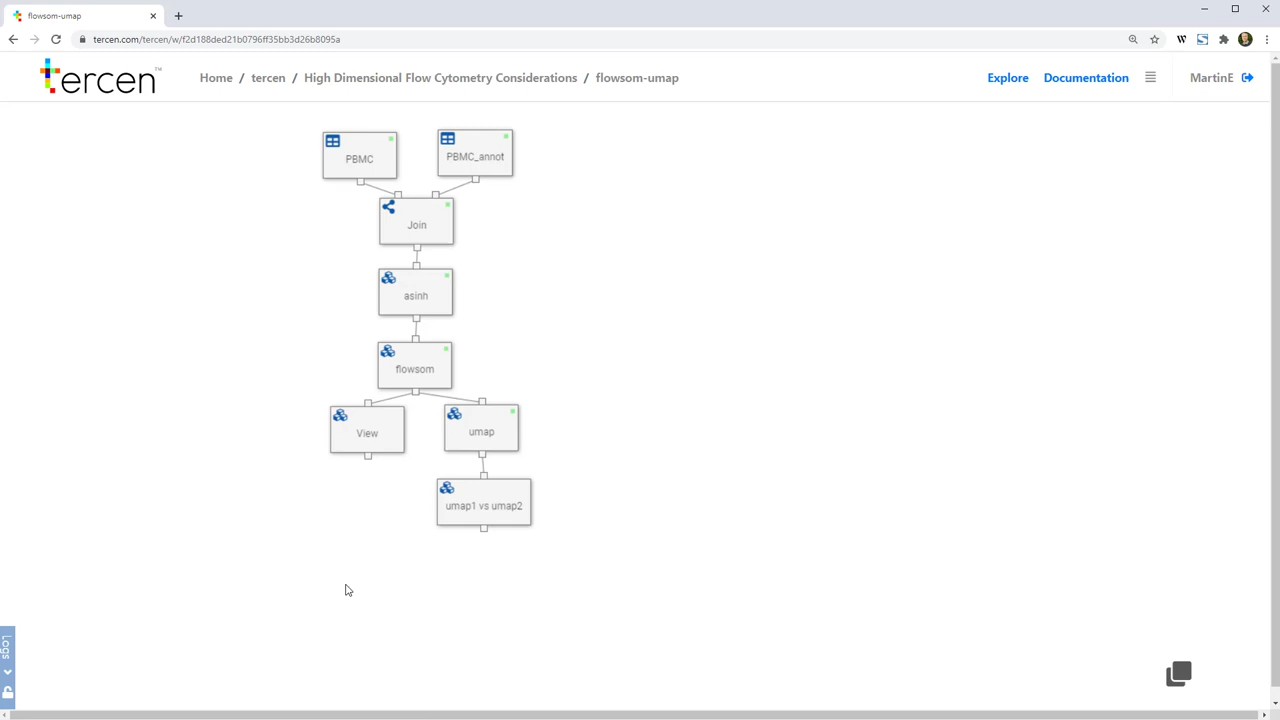 flowsom-umap
tercen.com/tercen/w/f2d188ded21b0796ff35bb3d26b8095a
W
tercen™
Home / tercen / High Dimensional Flow Cytometry Considerations / flowsom-umap
Explore
Documentation
MartinE
PBMC
PBMC_annot
Join
asinh
flowsom
View
umap
umap1 vs umap2
Logs